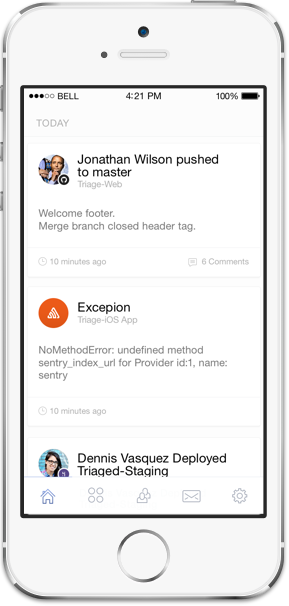 BELL 4:21 PM 100%
TODAY
Jonathan Wilson pushed
to master
Triage-Web
Welcome footer.
Merge branch closed header tag.
10 minutes ago 6 Comments
Excepion
Triage-iOS App
NoMethodError: undefined method
sentry_index_url for Provider id:1, name:
sentry
10 minutes ago
Dennis Vasquez Deployed
Triaged-Staging